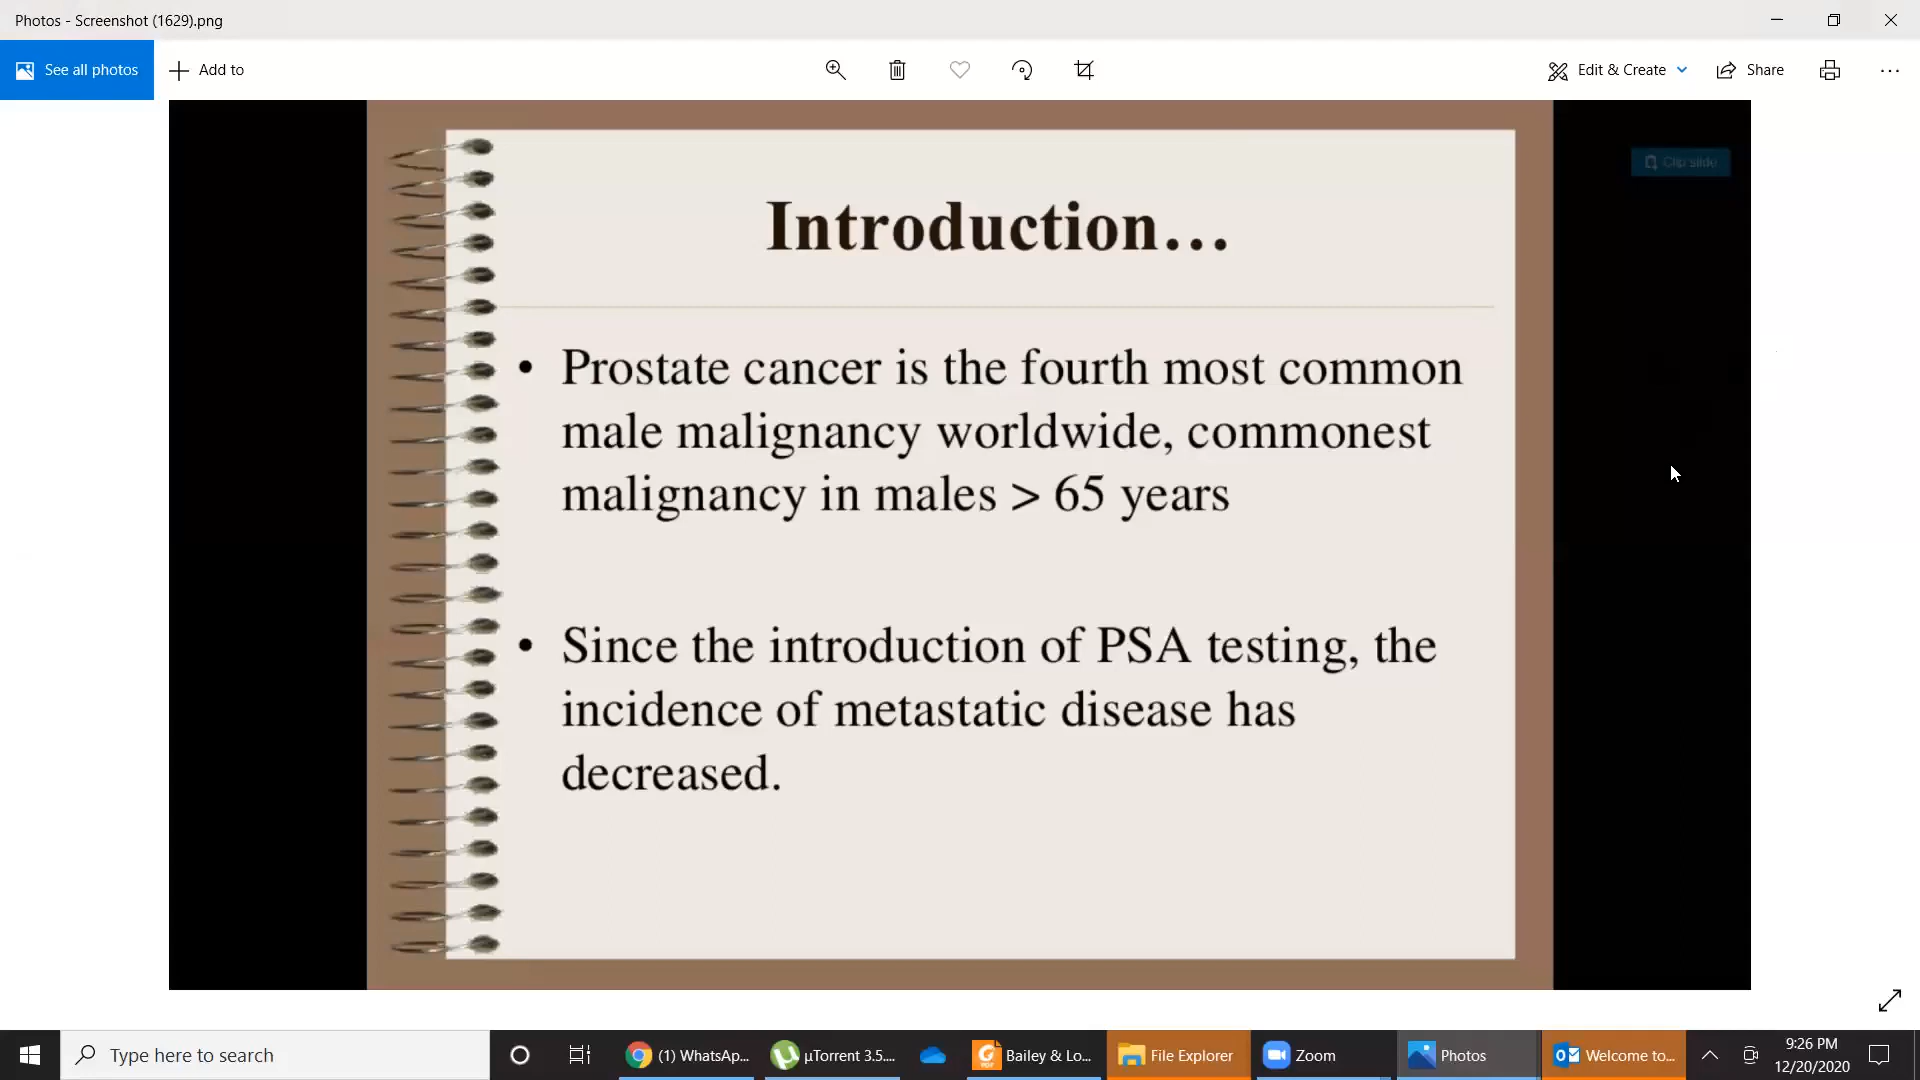 Photos - Screenshot (1629).png
See all photos
Add to
Edit & Create
Share
Clip slide
Introduction…
• Prostate cancer is the fourth most common
male malignancy worldwide, commonest
malignancy in males > 65 years
• Since the introduction of PSA testing, the
incidence of metastatic disease has
decreased.
Type here to search
(1) WhatsAp...
µTorrent 3.5....
Bailey & Lo...
File Explorer
Zoom
Photos
Welcome to...
9:26 PM
12/20/2020